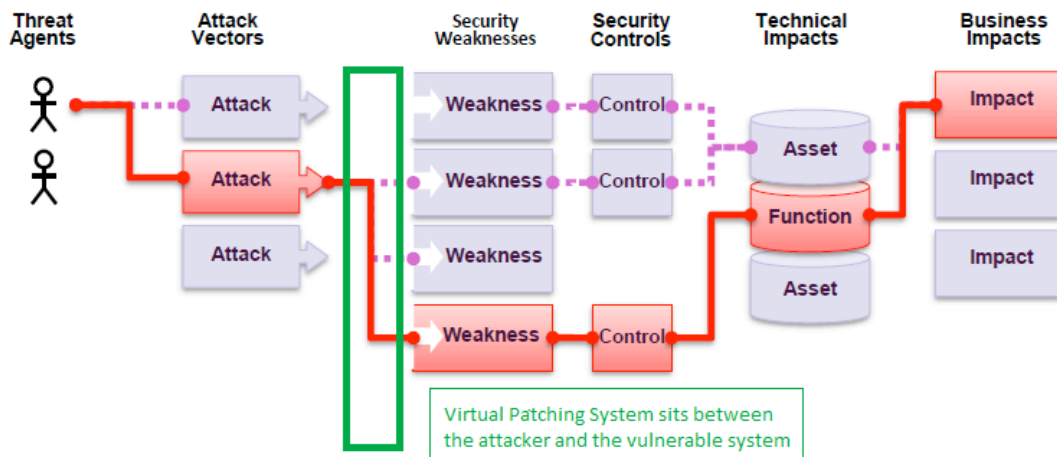 Threat
Agents
Attack
Vectors
Security
Weaknesses
Security
Controls
Technical
Impacts
Business
Impacts
Attack
Weakness
Control
Impact
Asset
Attack
Weakness
Control
Impact
Function
Attack
Weakness
Impact
Asset
Weakness
Control
Virtual Patching System sits between
the attacker and the vulnerable system